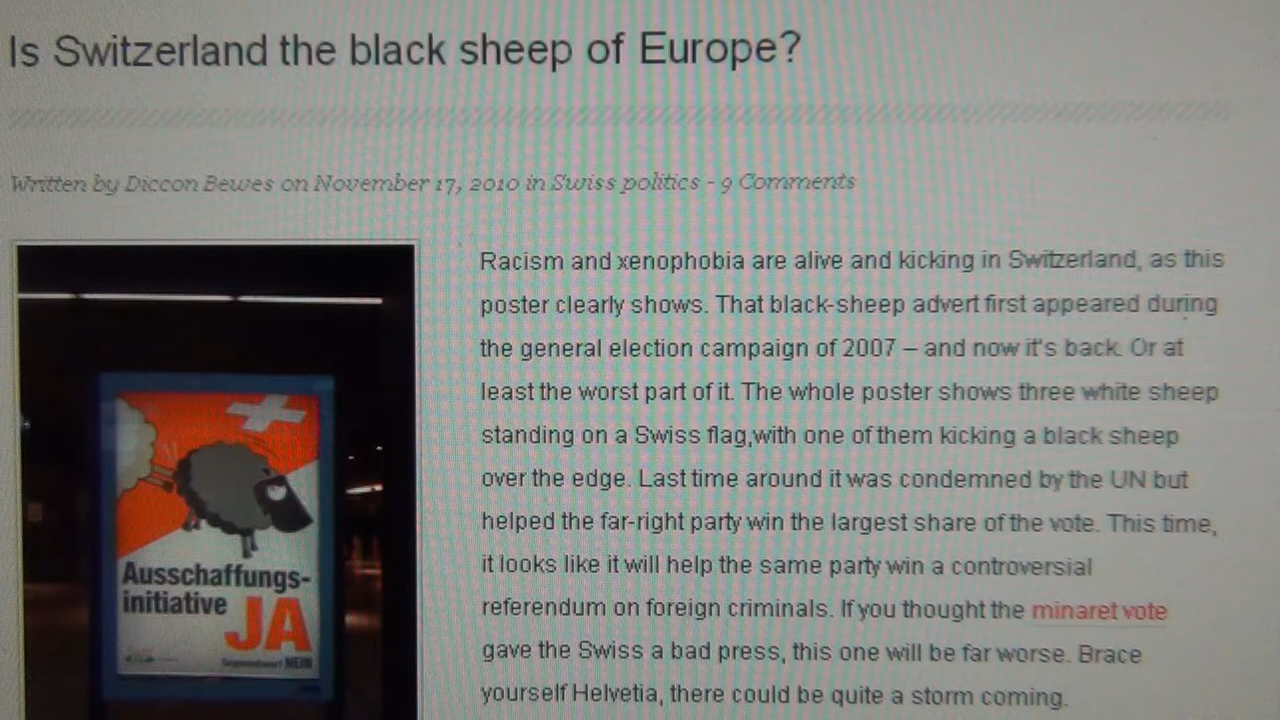 Is Switzerland the black sheep of Europe?
Written by Diccon Bewes on November 17, 2010 in Swiss politics - 9 Comments
Racism and xenophobia are alive and kicking in Switzerland, as this
poster clearly shows. That black-sheep advert first appeared during
the general election campaign of 2007 – and now it's back. Or at
least the worst part of it. The whole poster shows three white sheep
standing on a Swiss flag,with one of them kicking a black sheep
over the edge. Last time around it was condemned by the UN but
helped the far-right party win the largest share of the vote. This time,
it looks like it will help the same party win a controversial
referendum on foreign criminals. If you thought the minaret vote
gave the Swiss a bad press, this one will be far worse. Brace
yourself Helvetia, there could be quite a storm coming.
Ausschaffungs-
initiative JA
NEIN